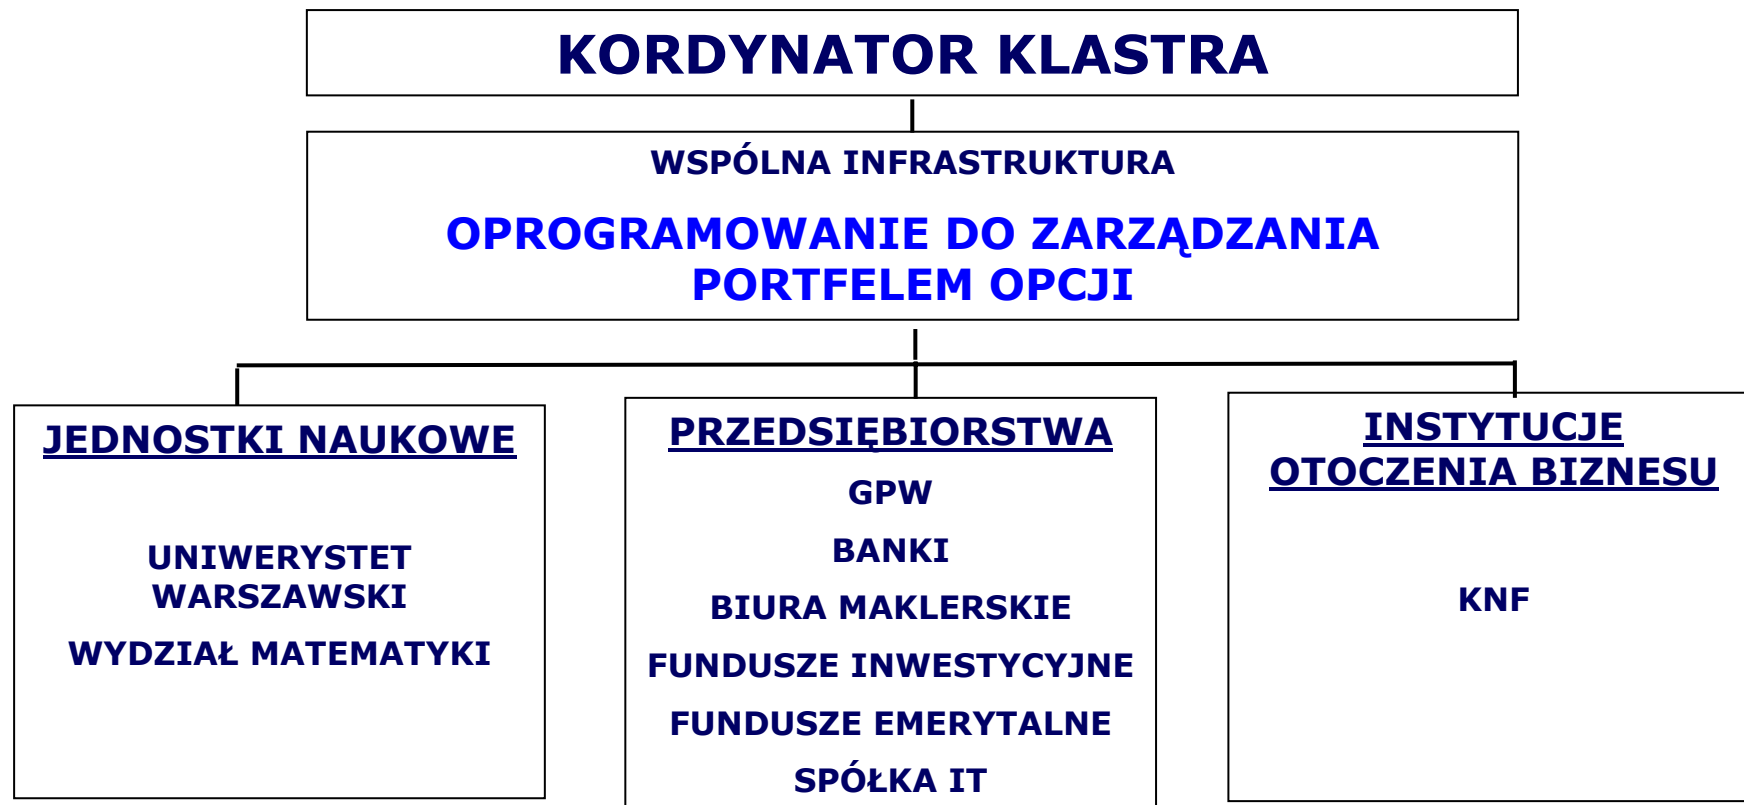 KORDYNATOR KLASTRA
WSPÓLNA INFRASTRUKTURA
OPROGRAMOWANIE DO ZARZĄDZANIA
PORTFELEM OPCJI
JEDNOSTKI NAUKOWE
UNIWERYSTET
WARSZAWSKI
WYDZIAŁ MATEMATYKI
PRZEDSIĘBIORSTWA
GPW
BANKI
BIURA MAKLERSKIE
FUNDUSZE INWESTYCYJNE
FUNDUSZE EMERYTALNE
SPÓŁKA IT
INSTYTUCJE
OTOCZENIA BIZNESU
KNF